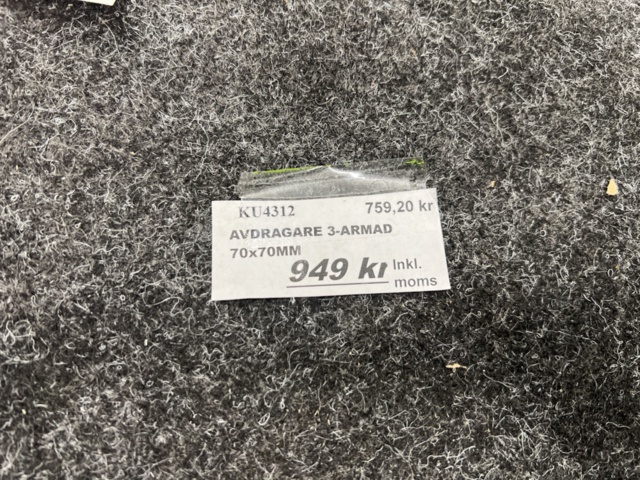 KU4312 759,20 kr
AVDRAGARE 3-ARMAD
70x70MM
949 kr Inkl.
moms